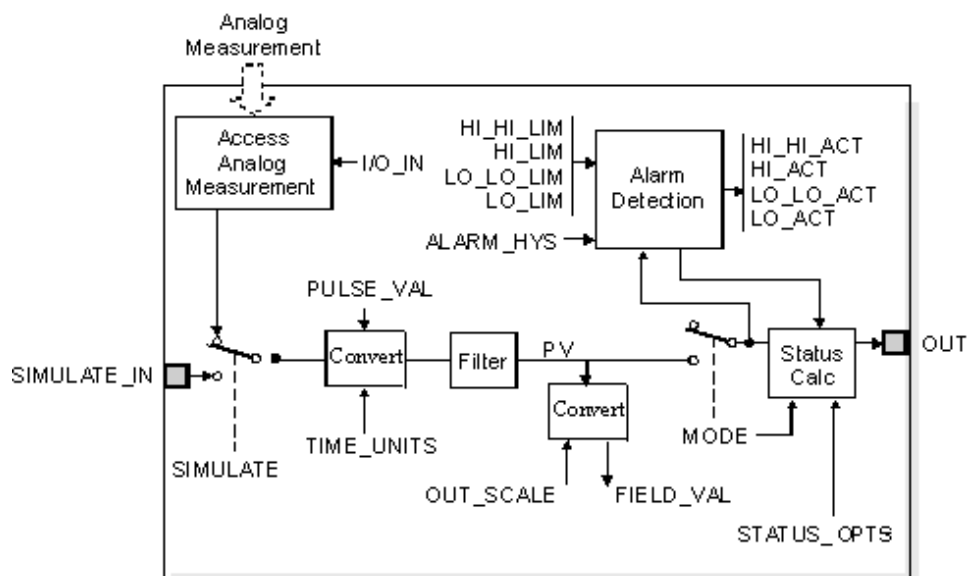 Analog
Measurement
Access
Analog
Measurement
I/O_IN
HI_HI_LIM
HI_LIM
LO_LO_LIM
LO_LIM
ALARM_HYS
Alarm
Detection
HI_HI_ACT
HI_ACT
LO_LO_ACT
LO_ACT
PULSE_VAL
SIMULATE_IN
Convert
Filter
PV
Convert
Status
Calc
OUT
SIMULATE
TIME_UNITS
MODE
OUT_SCALE
FIELD_VAL
STATUS_OPTS